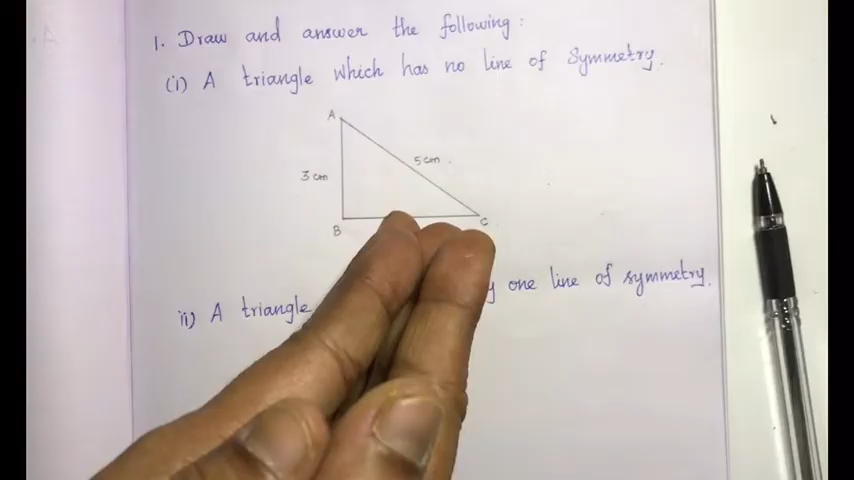 1. Draw and answer the following :
(i) A triangle which has no line of Symmetry.
A
5 cm
3 cm
B
C
ii) A triangle one line of symmetry.